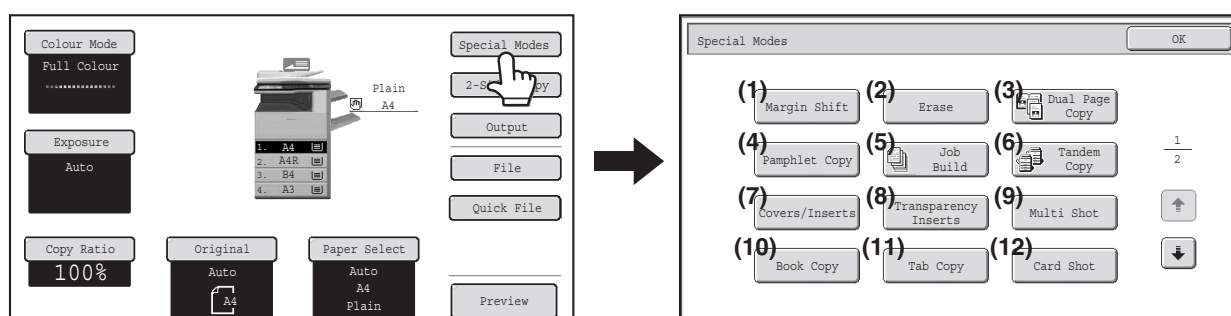 Colour Mode
Full Colour
Exposure
Auto
Copy Ratio
100%
Original
Auto
A4
Paper Select
Auto
A4
Plain
Plain
A4
1. A4
2. A4R
3. B4
4. A3
Special Modes
Output
File
Quick File
Preview
Special Modes
OK
(1) Margin Shift
(2) Erase
(3) Dual Page
Copy
(4) Pamphlet Copy
(5) Job
Build
(6) Tandem
Copy
(7) Covers/Inserts
(8) Transparency
Inserts
(9) Multi Shot
(10) Book Copy
(11) Tab Copy
(12) Card Shot
1
2